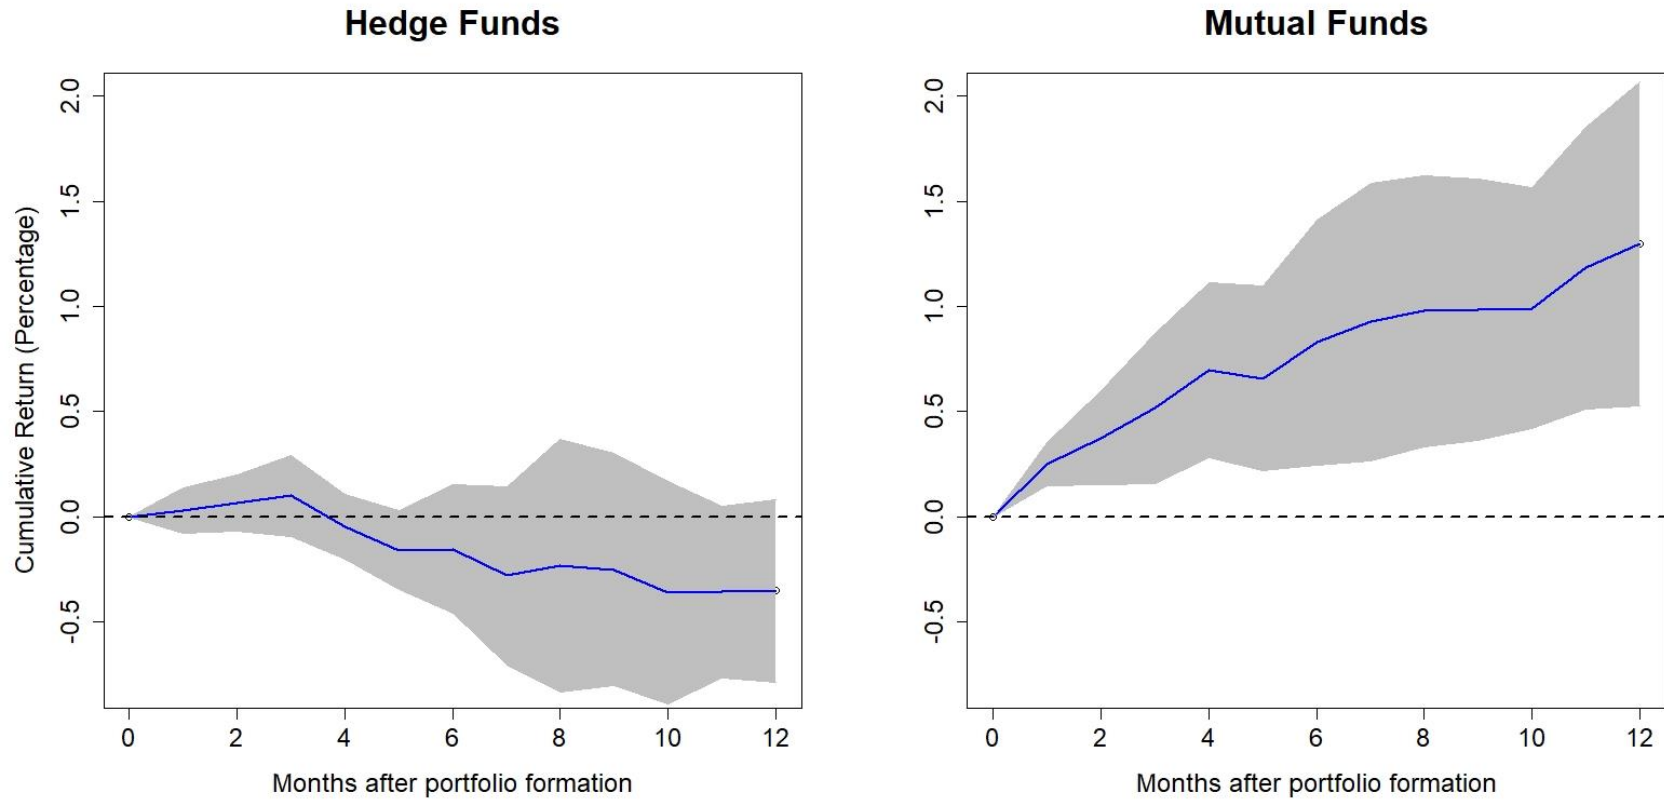 Hedge Funds
Cumulative Return (Percentage)
2.0
1.5
1.0
0.5
0.0
-0.5
0 2 4 6 8 10 12
Months after portfolio formation
Mutual Funds
2.0
1.5
1.0
0.5
0.0
-0.5
0 2 4 6 8 10 12
Months after portfolio formation